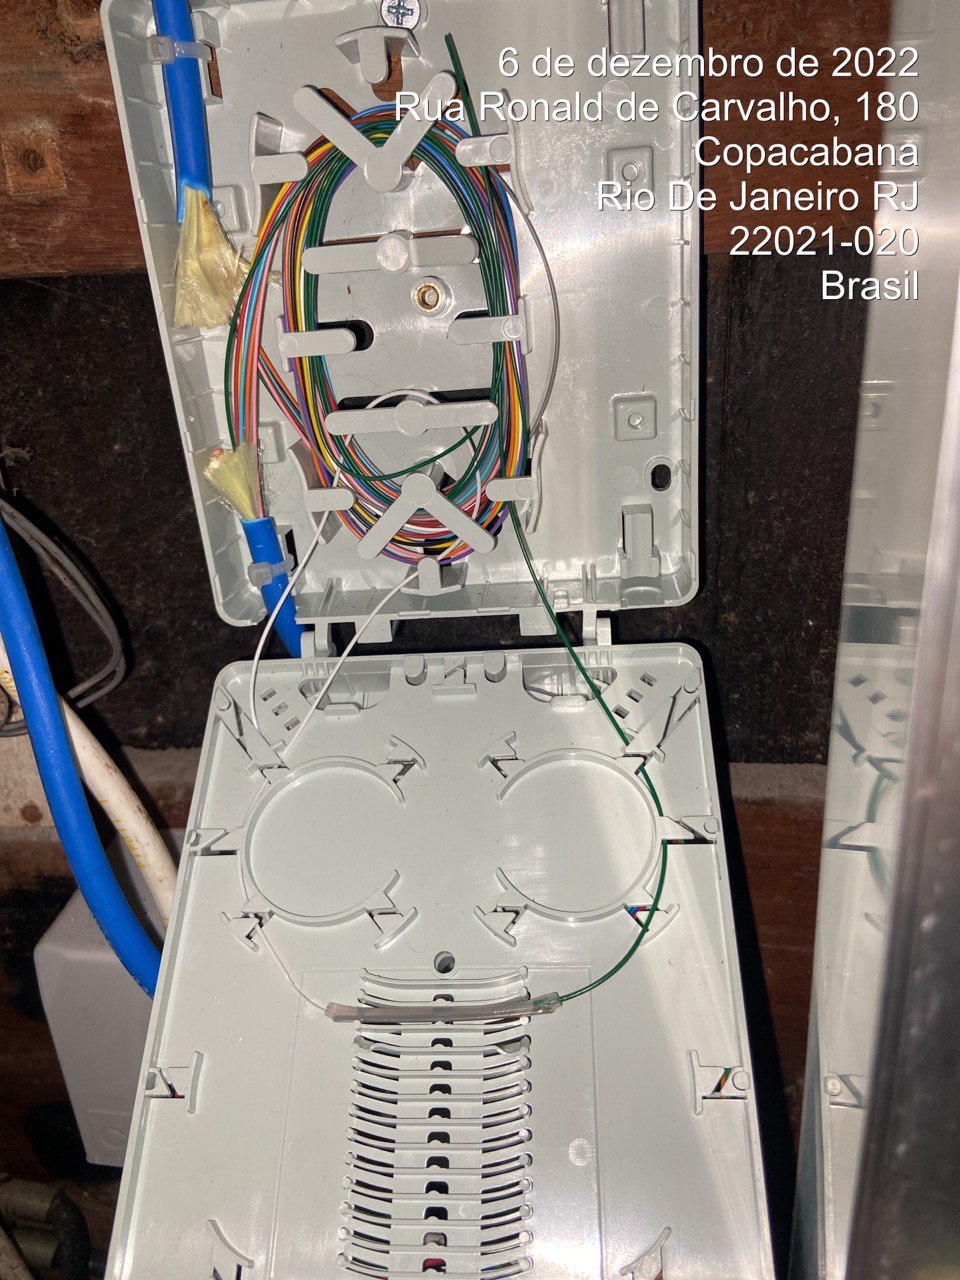 6 de dezembro de 2022
Rua Ronald de Carvalho, 180
Copacabana
Rio De Janeiro RJ
22021-020
Brasil